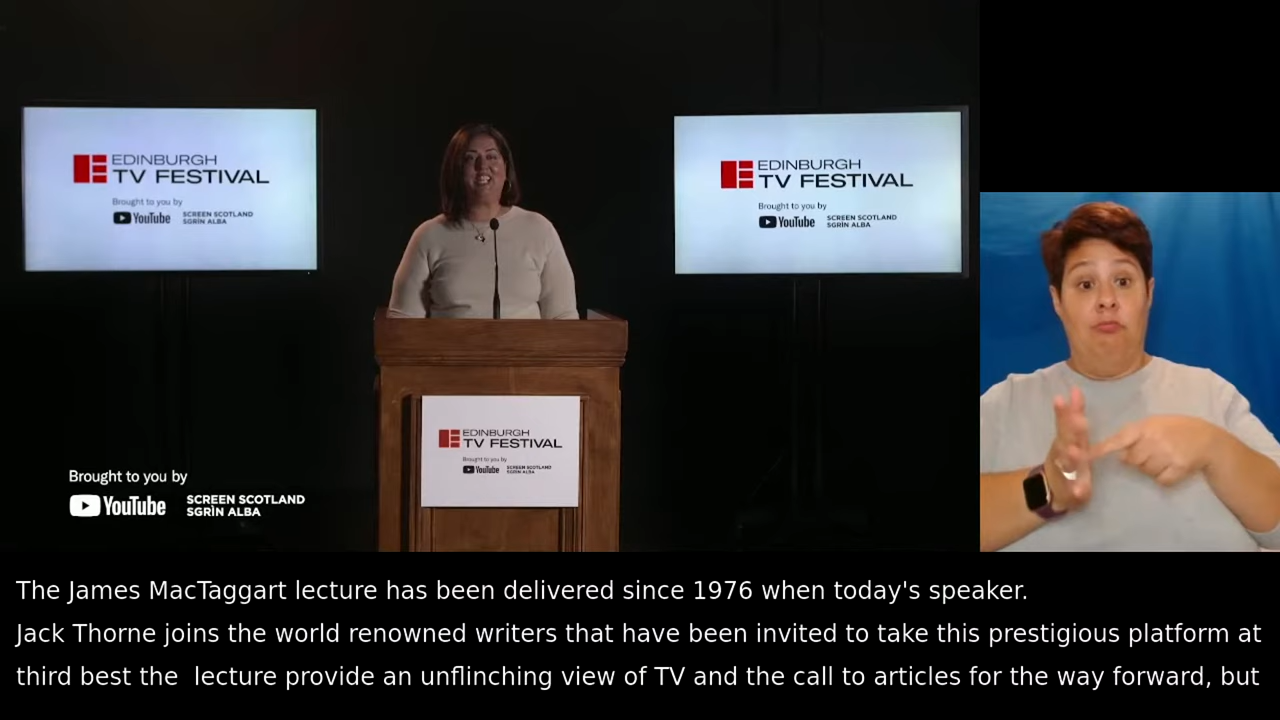 EDINBURGH
TV FESTIVAL
Brought to you by
YouTube
SCREEN SCOTLAND
SGRÌN ALBA
EDINBURGH
TV FESTIVAL
Brought to you by
YouTube
SCREEN SCOTLAND
SGRÌN ALBA
EDINBURGH
TV FESTIVAL
Brought to you by
YouTube
SCREEN SCOTLAND
SGRÌN ALBA
Brought to you by
YouTube
SCREEN SCOTLAND
SGRÌN ALBA
The James MacTaggart lecture has been delivered since 1976 when today's speaker.
Jack Thorne joins the world renowned writers that have been invited to take this prestigious platform at
third best the  lecture provide an unflinching view of TV and the call to articles for the way forward, but